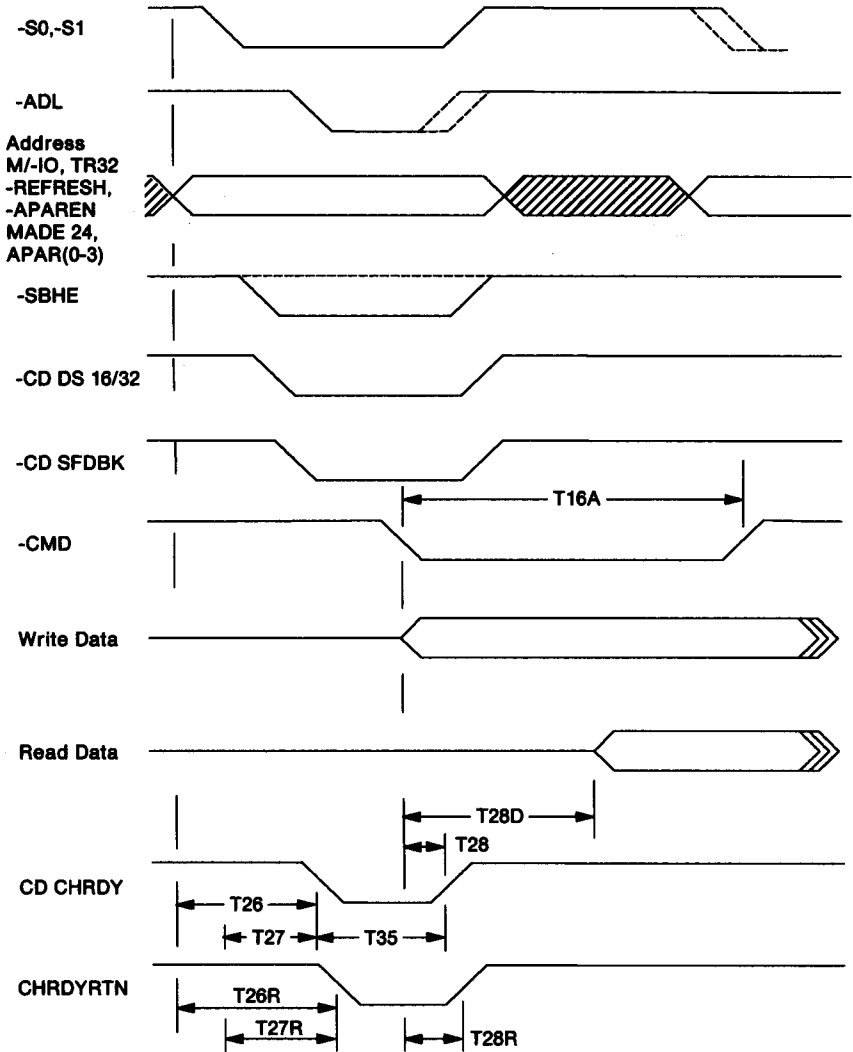 -S0,-S1
-ADL
Address
M/-IO, TR32
-REFRESH,
-APAREN
MADE 24,
APAR(0-3)
-SBHE
-CD DS 16/32
-CD SFDBK
T16A
-CMD
Write Data
Read Data
T28D
T28
CD CHRDY
T26
T27
T35
CHRDYRTN
T26R
T27R
T28R